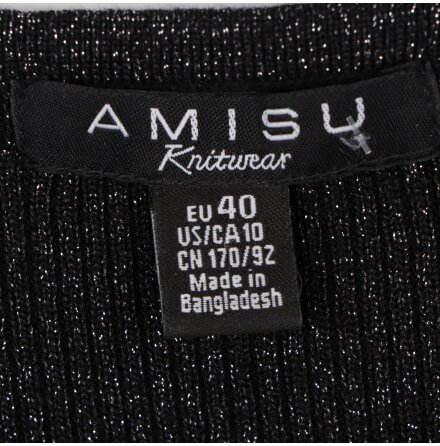 AMISU
Knitwear
EU 40
US/CA 10
CN 170/92
Made in
Bangladesh